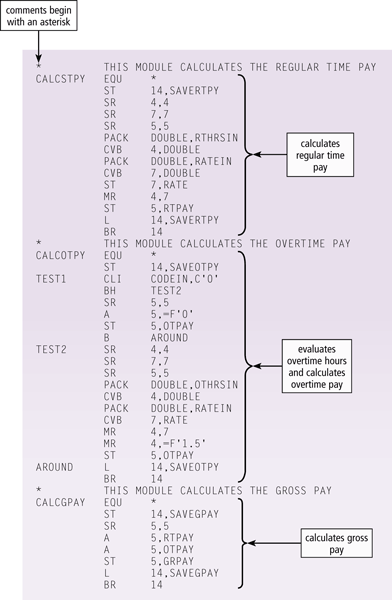 comments begin
with an asterisk
* THIS MODULE CALCULATES THE REGULAR TIME PAY
CALCSTPY EQU *
ST 14,SAVERTPY
SR 4,4
SR 7,7
SR 5,5
PACK DOUBLE,RTHRSIN
CVB 4,DOUBLE
PACK DOUBLE,RATEIN
CVB 7,DOUBLE
ST 7,RATE
MR 4,7
ST 5,RTPAY
L 14,SAVERTPY
BR 14
calculates
regular time
pay
* THIS MODULE CALCULATES THE OVERTIME PAY
CALCOTPY EQU *
ST 14,SAVEOTPY
TEST1 CLI CODEIN,C'O'
BH TEST2
SR 5,5
A 5,=F'0'
ST 5,OTPAY
B AROUND
TEST2 SR 4,4
SR 7,7
SR 5,5
PACK DOUBLE,OTHRSIN
CVB 4,DOUBLE
PACK DOUBLE,RATEIN
CVB 7,RATE
MR 4,7
MR 4,=F'1.5'
ST 5,OTPAY
AROUND L 14,SAVEOTPY
BR 14
evaluates
overtime hours
and calculates
overtime pay
* THIS MODULE CALCULATES THE GROSS PAY
CALCGPAY EQU *
ST 14,SAVEGPAY
SR 5,5
A 5,RTPAY
A 5,OTPAY
ST 5,GRPAY
L 14,SAVEGPAY
BR 14
calculates gross
pay